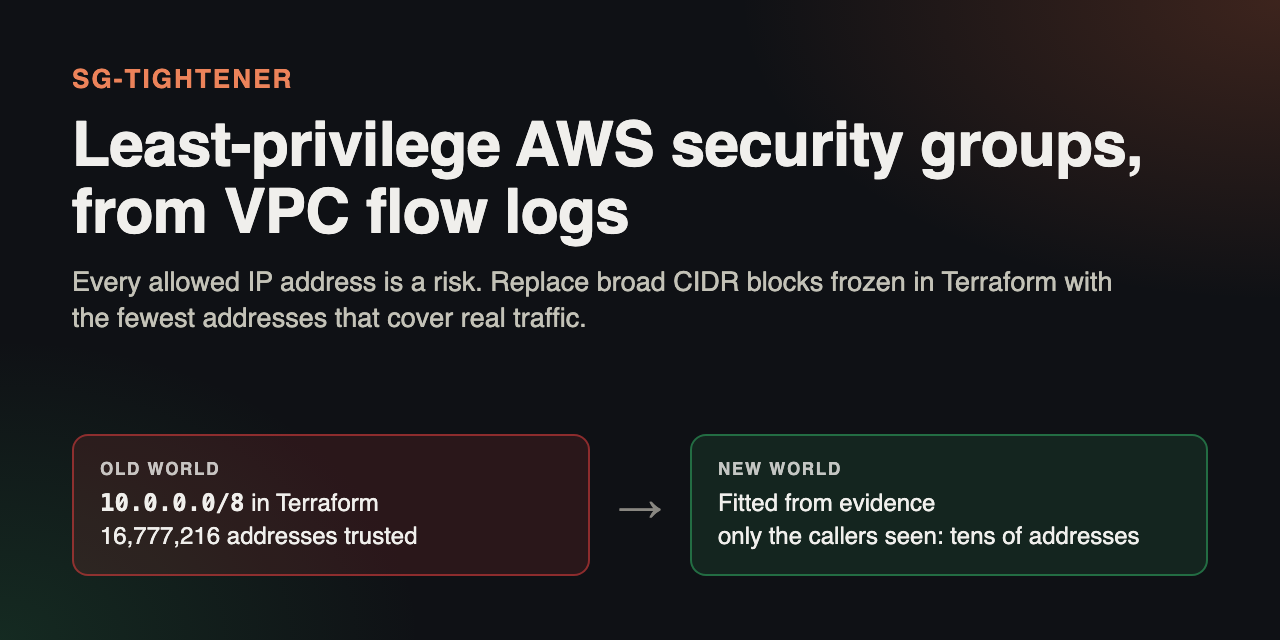 SG-TIGHTENER
Least-privilege AWS security groups,
from VPC flow logs
Every allowed IP address is a risk. Replace broad CIDR blocks frozen in Terraform with
the fewest addresses that cover real traffic.
OLD WORLD
10.0.0.0/8 in Terraform
16,777,216 addresses trusted
→
NEW WORLD
Fitted from evidence
only the callers seen: tens of addresses